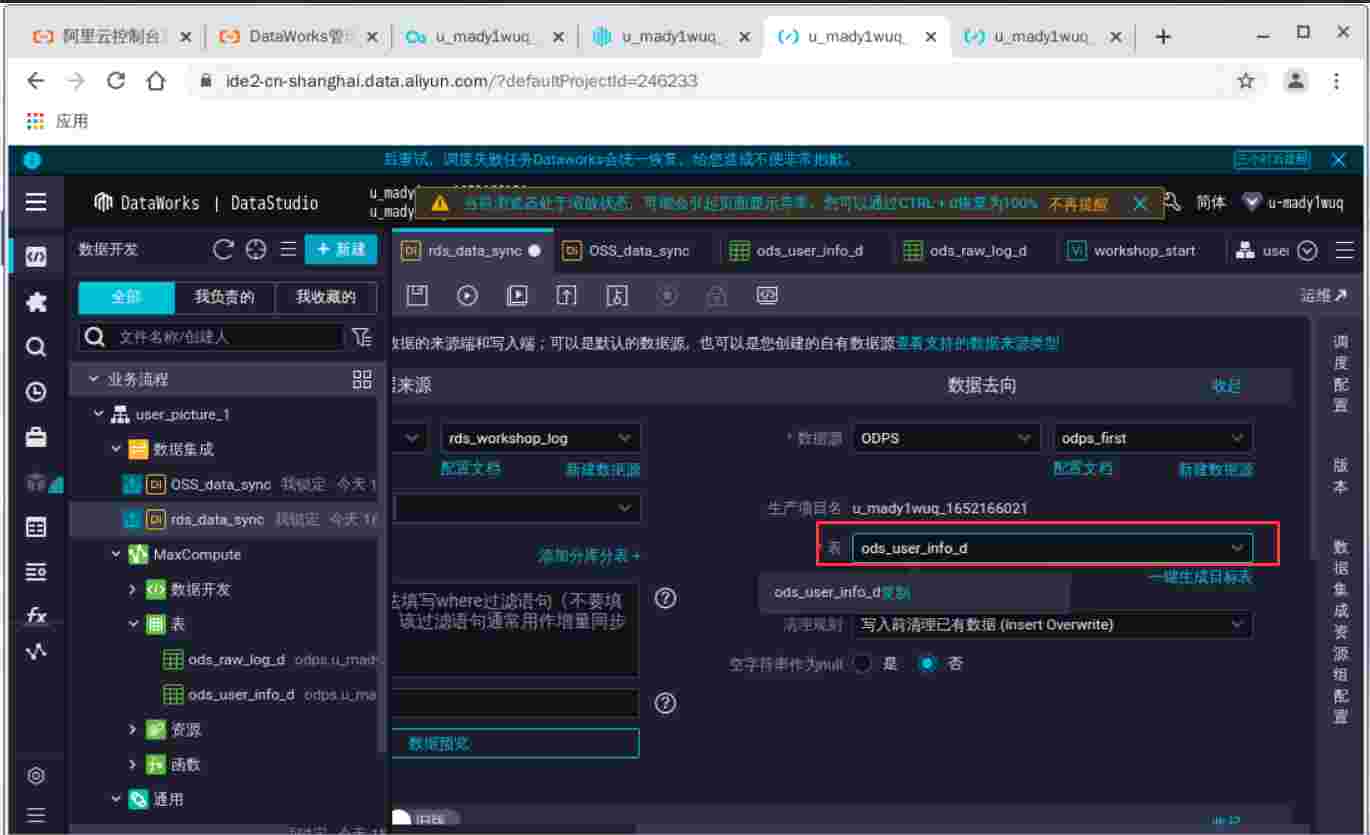 阿里云控制台 DataWorks管 u_mady1wuq_ u_mady1wuq_ u_mady1wuq_ u_mady1wuq_
ide2-cn-shanghai.data.aliyun.com/?defaultProjectId=246233
应用
后重试，调度失败任务Dataworks会统一恢复，给您造成不便非常抱歉。 三小时后提醒
DataWorks | DataStudio
u_mady
u_mady
当前浏览器处于缩放状态，可能会引起页面显示异常，您可以通过CTRL + 0恢复为100% 不再提醒
简体 u-mady1wuq
数据开发 新建
rds_data_sync OSS_data_sync ods_user_info_d ods_raw_log_d workshop_start use
全部 我负责的 我收藏的
运维
文件名称/创建人
数据的来源端和写入端；可以是默认的数据源，也可以是您创建的自有数据源查看支持的数据来源类型
业务流程
来源 数据去向 收起
user_picture_1
数据集成
OSS_data_sync 我锁定 今天 1
rds_data_sync 我锁定 今天 16
MaxCompute
数据开发
表
ods_raw_log_d odps.u_mady
ods_user_info_d odps.u_ma
资源
函数
通用
rds_workshop_log
配置文档 新建数据源
添加分库分表 +
法填写where过滤语句（不要填
该过滤语句通常用作增量同步
数据预览
* 数据源 ODPS odps_first
配置文档 新建数据源
生产项目名 u_mady1wuq_1652166021
* 表 ods_user_info_d
一键生成目标表
ods_user_info_d复制
清理规则 写入前清理已有数据 (Insert Overwrite)
空字符串作为null 是 否
收起
调度配置
版本
数据集成资源组配置